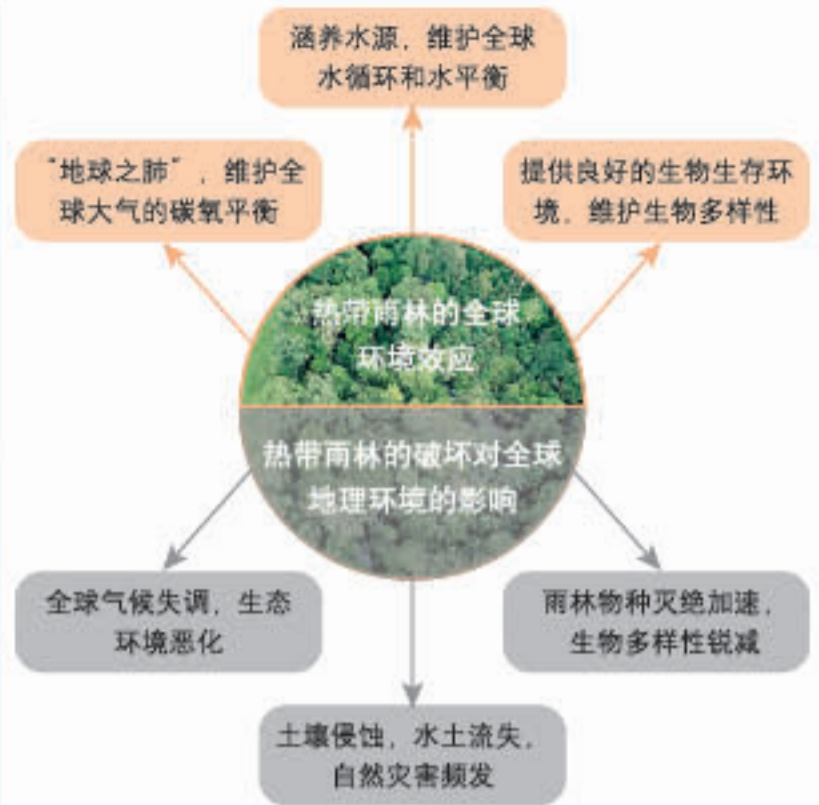 涵养水源，维护全球
水循环和水平衡
“地球之肺”，维护全
球大气的碳氧平衡
提供良好的生物生存环
境，维护生物多样性
热带雨林的全球
环境效应
热带雨林的破坏对全球
地理环境的影响
全球气候失调，生态
环境恶化
雨林物种灭绝加速，
生物多样性锐减
土壤侵蚀，水土流失，
自然灾害频发